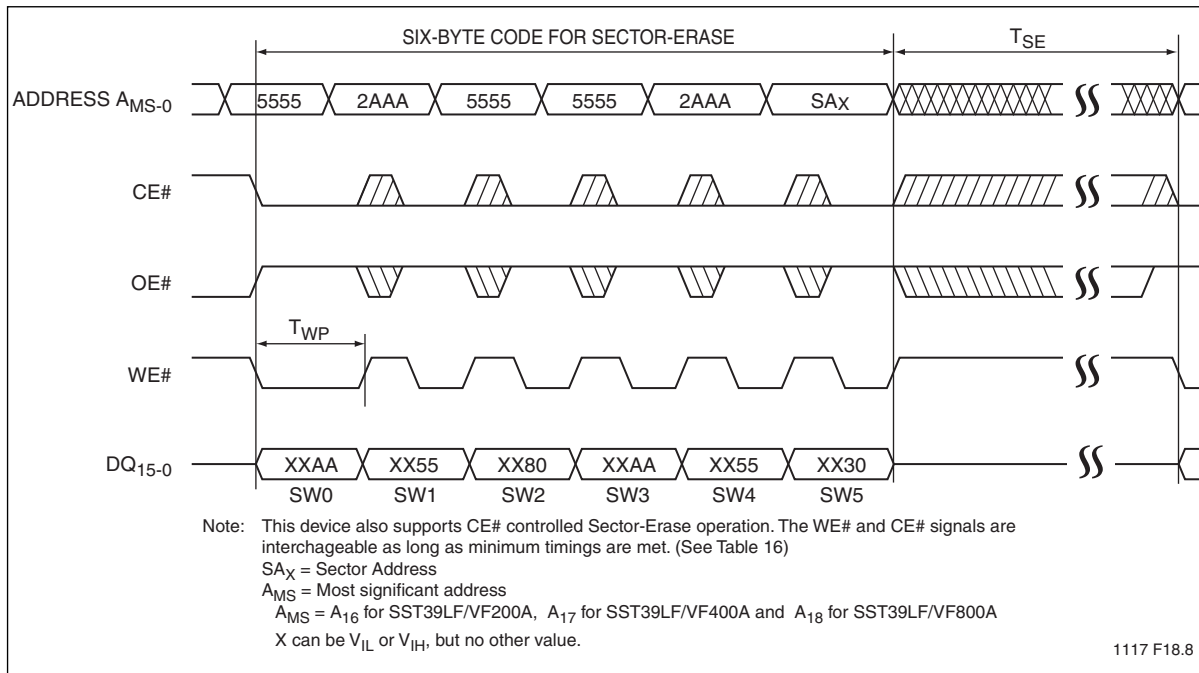 SIX-BYTE CODE FOR SECTOR-ERASE
TSE
ADDRESS AMS-0
5555 2AAA 5555 5555 2AAA SAX
CE#
OE#
TWP
WE#
DQ15-0
XXAA XX55 XX80 XXAA XX55 XX30
SW0 SW1 SW2 SW3 SW4 SW5
Note: This device also supports CE# controlled Sector-Erase operation. The WE# and CE# signals are
interchageable as long as minimum timings are met. (See Table 16)
SAX = Sector Address
AMS = Most significant address
AMS = A16 for SST39LF/VF200A, A17 for SST39LF/VF400A and A18 for SST39LF/VF800A
X can be VIL or VIH, but no other value.
1117 F18.8